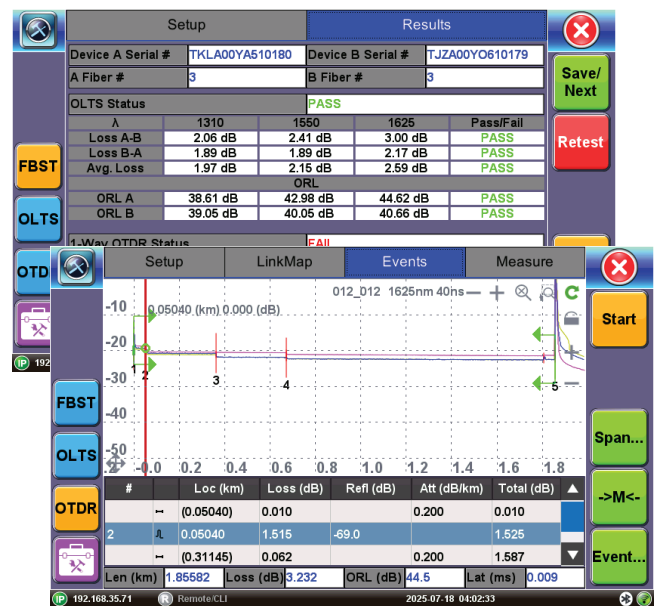 Setup Results
Device A Serial # TKLA00YA510180 Device B Serial # TJZA00YO610179
A Fiber # 3 B Fiber # 3
OLTS Status PASS
λ 1310 1550 1625 Pass/Fail
Loss A-B 2.06 dB 2.41 dB 3.00 dB PASS
Loss B-A 1.89 dB 1.89 dB 2.17 dB PASS
Avg. Loss 1.97 dB 2.15 dB 2.59 dB PASS
ORL
ORL A 38.61 dB 42.98 dB 44.62 dB PASS
ORL B 39.05 dB 40.05 dB 40.66 dB PASS
1-Way OTDR Status FAIL
FBST
OLTS
OTD
IP 192
Save/
Next
Retest
Setup LinkMap Events Measure
012_012 1625nm 40ns
0.05040 (km) 0.000 (dB)
-10
-20
-30
-40
-50
1 2 3 4 5
.2 -0.0 0.2 0.4 0.6 0.8 1.0 1.2 1.4 1.6 1.8
# Loc (km) Loss (dB) Refl (dB) Att (dB/km) Total (dB)
(0.05040) 0.010 0.200 0.010
2 0.05040 1.515 -69.0 1.525
(0.31145) 0.062 0.200 1.587
Len (km) 1.85582 Loss (dB) 3.232 ORL (dB) 44.5 Lat (ms) 0.009
FBST
OLTS
OTDR
Start
Span...
->M<-
Event...
IP 192.168.35.71 R Remote/CLI 2025-07-18 04:02:33